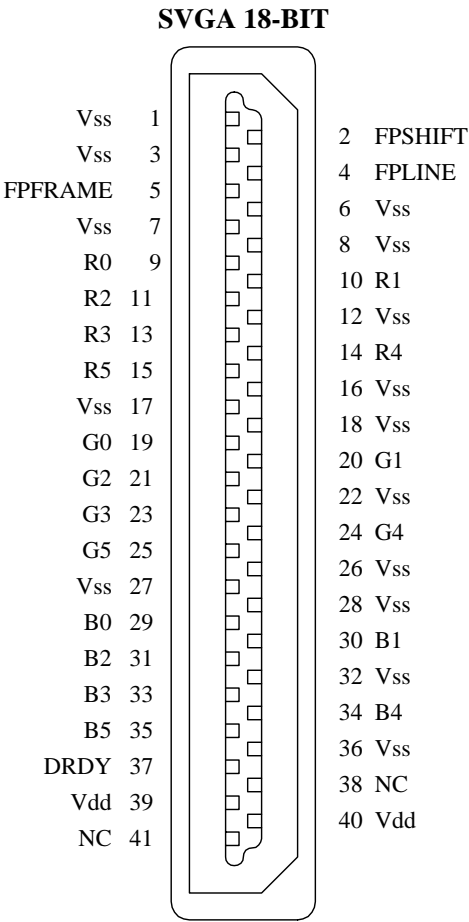 SVGA 18-BIT
Vss 1
2 FPSHIFT
Vss 3
4 FPLINE
FPFRAME 5
6 Vss
Vss 7
8 Vss
R0 9
10 R1
R2 11
12 Vss
R3 13
14 R4
R5 15
16 Vss
Vss 17
18 Vss
G0 19
20 G1
G2 21
22 Vss
G3 23
24 G4
G5 25
26 Vss
Vss 27
28 Vss
B0 29
30 B1
B2 31
32 Vss
B3 33
34 B4
B5 35
36 Vss
DRDY 37
38 NC
Vdd 39
40 Vdd
NC 41